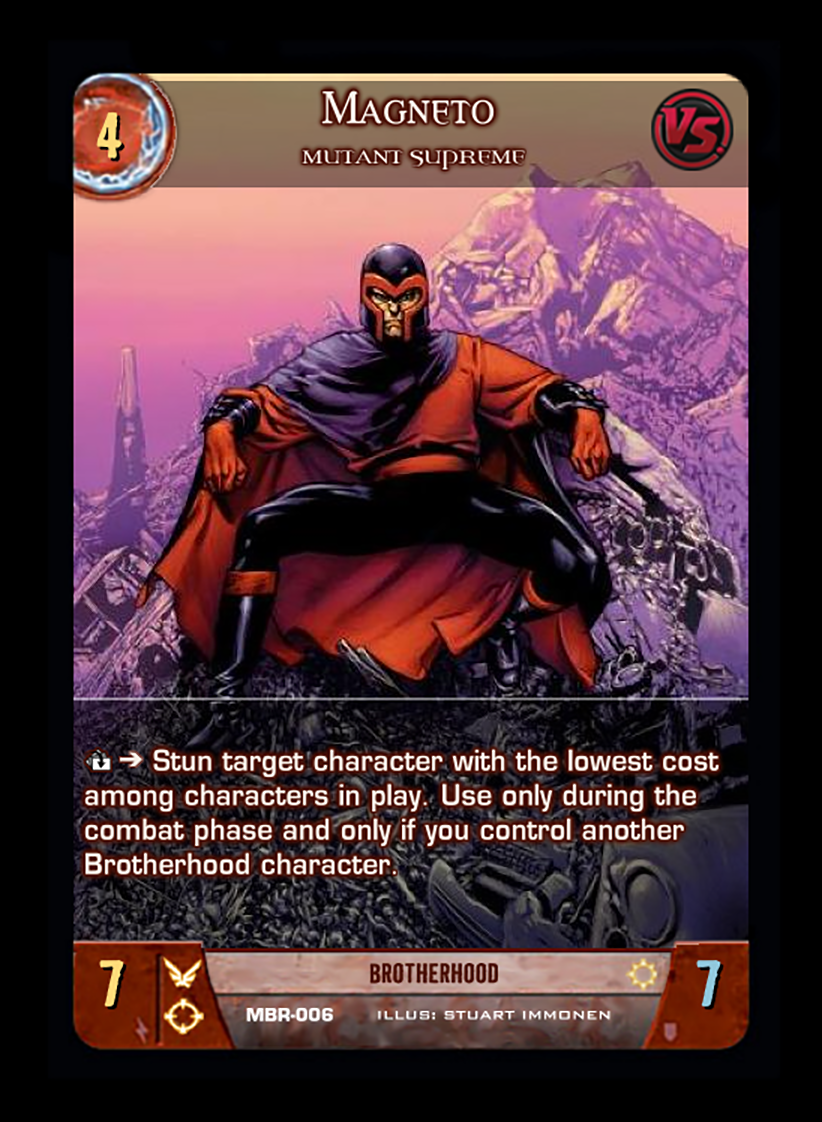 4
Magneto
VS.
MUTANT SUPREME
➔ Stun target character with the lowest cost
among characters in play. Use only during the
combat phase and only if you control another
Brotherhood character.
7
BROTHERHOOD
7
MBR-006 ILLUS: STUART IMMONEN